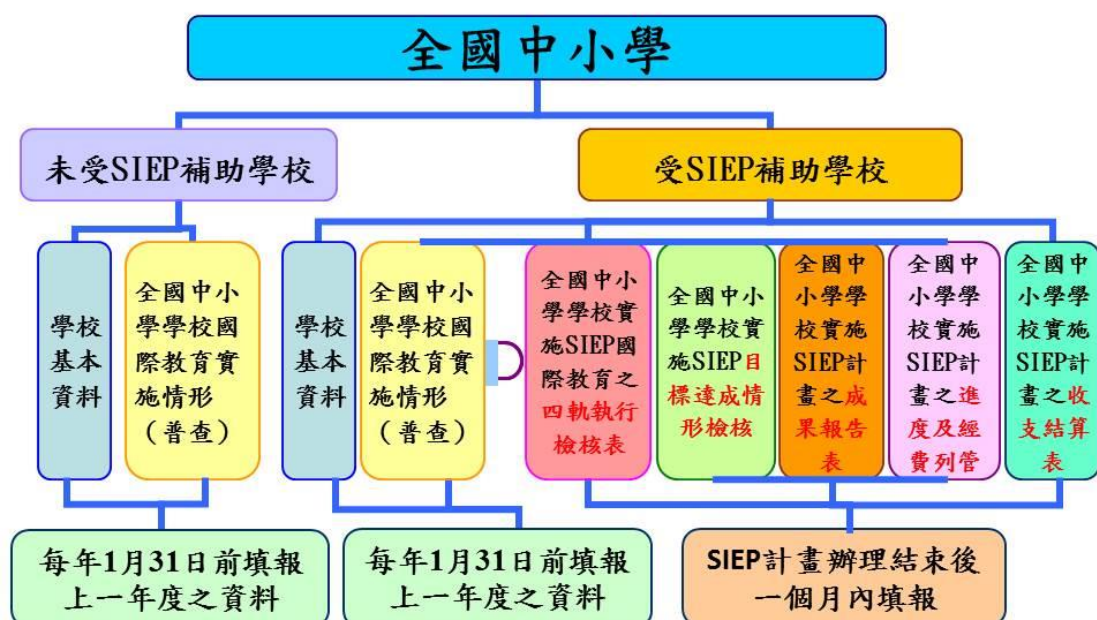 全國中小學
未受SIEP補助學校
受SIEP補助學校
學校
基本
資料
全國中小
學學校國
際教育實
施情形
（普查）
學校
基本
資料
全國中小
學學校國
際教育實
施情形
（普查）
全國中小
學學校實
施SIEP國
際教育之
四軌執行
檢核表
全國中小
學學校實
施SIEP目
標達成情
形檢核
全國中
小學學
校實施
SIEP計
畫之成
果報告
表
全國中
小學學
校實施
SIEP計
畫之進
度及經
費列管
全國中
小學學
校實施
SIEP計
畫之收
支結算
表
每年1月31日前填報
上一年度之資料
每年1月31日前填報
上一年度之資料
SIEP計畫辦理結束後
一個月內填報